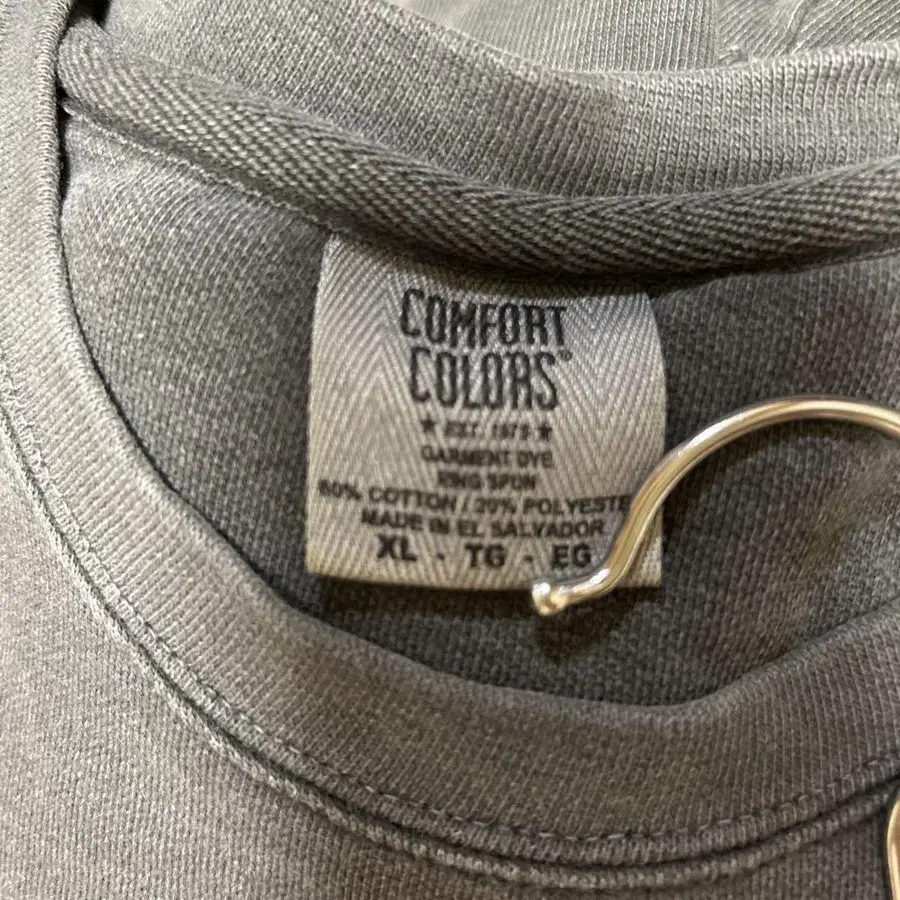 COMFORT
COLORS®
★ EST. 1975 ★
GARMENT DYE
RING SPUN
80% COTTON / 20% POLYESTE
MADE IN EL SALVADOR
XL - TG - EG